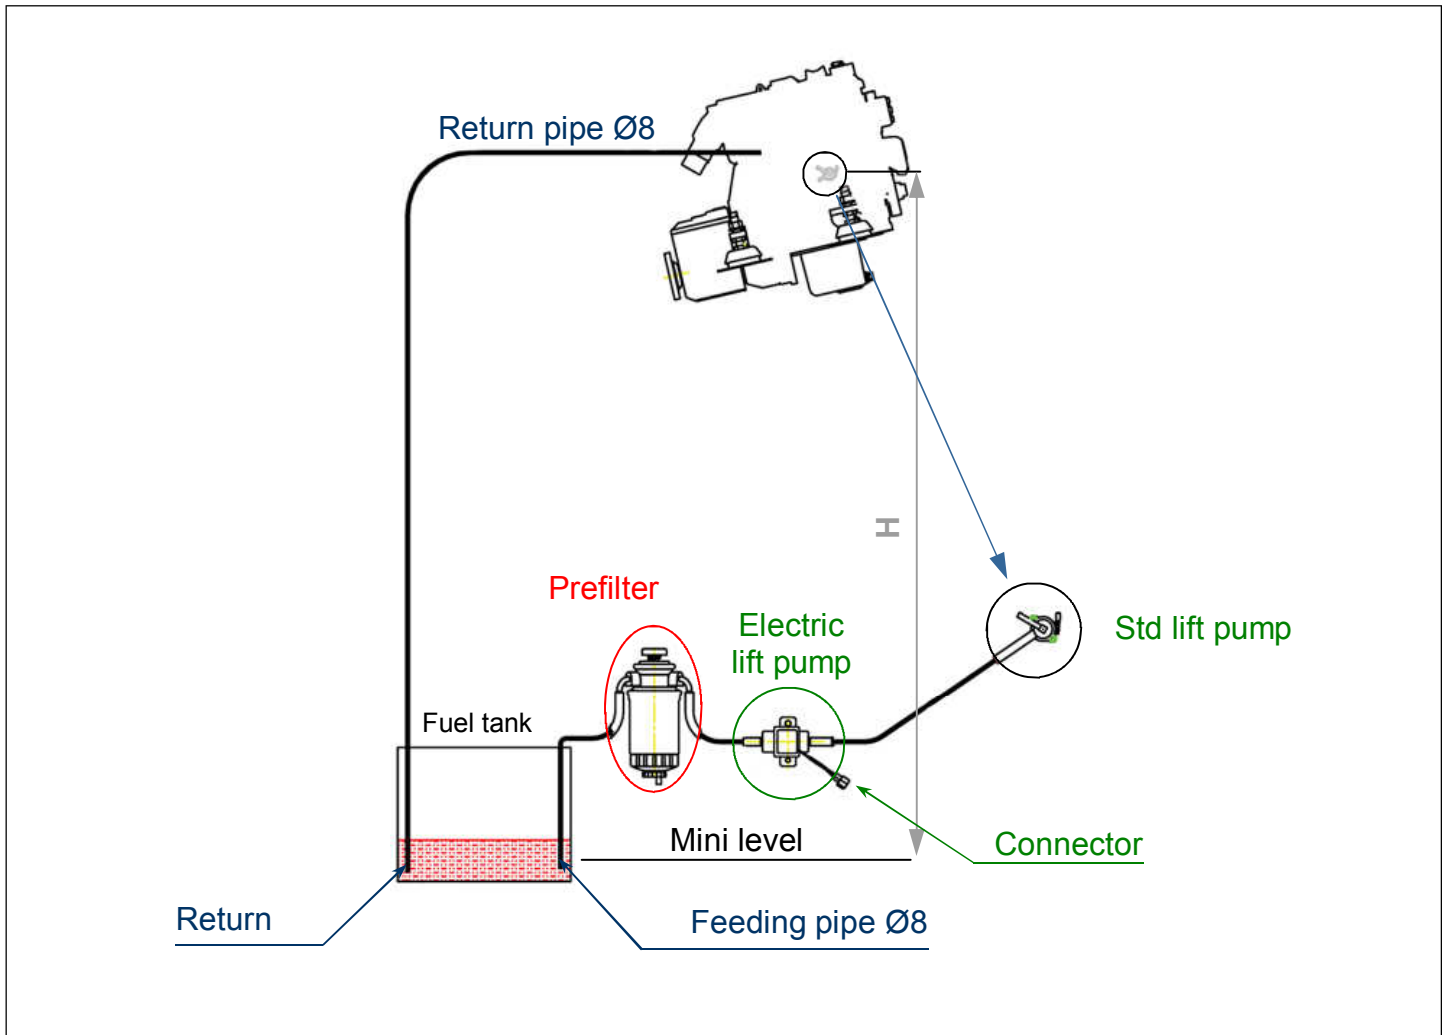 Return pipe Ø8
H
Prefilter
Electric
lift pump
Std lift pump
Fuel tank
Mini level
Connector
Return
Feeding pipe Ø8